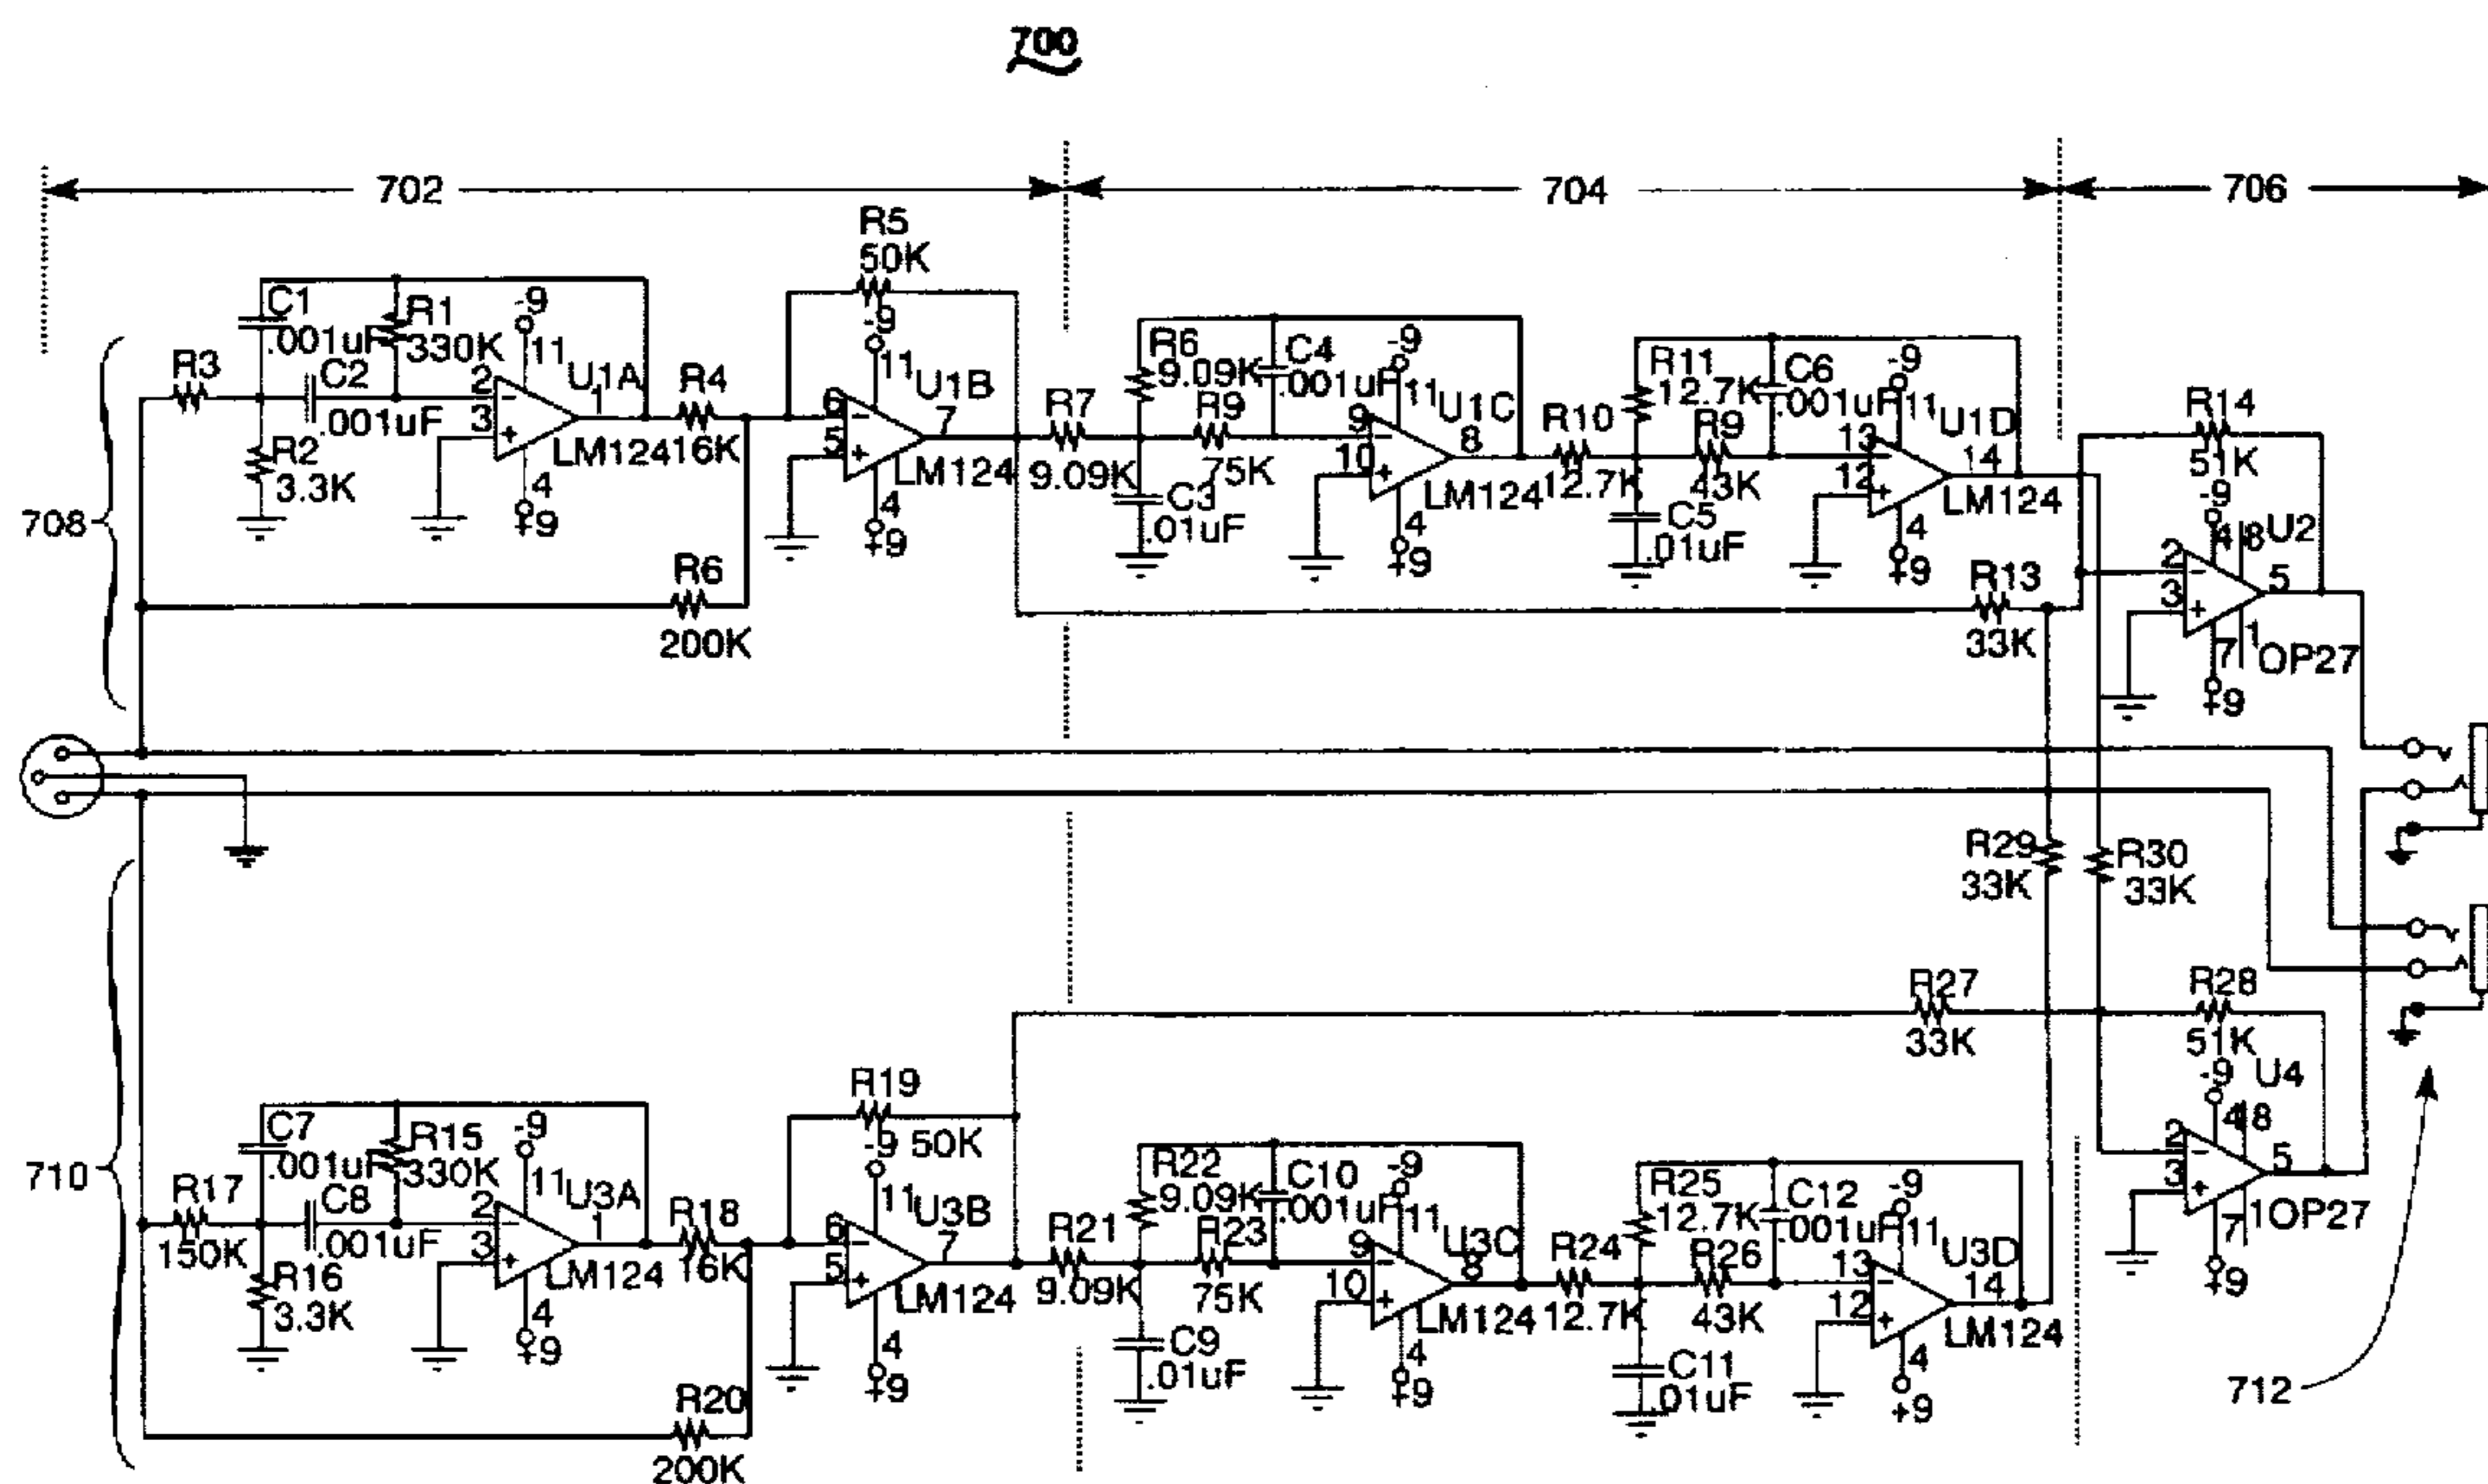 700
702
704
706
R5
50K
C1
.001uF
R1
330K
-9
11
U1A
R3
C2
.001uF
2
3
1
R2
3.3K
4
+9
LM124
R4
16K
-9
11
U1B
6
5
7
LM124
4
+9
R6
200K
708
R7
9.09K
R6
9.09K
C4
.001uF
-9
11
U1C
R9
75K
9
10
8
C3
.01uF
LM124
4
+9
R10
12.7K
R11
12.7K
C6
.001uF
-9
11
U1D
R9
43K
13
12
14
C5
.01uF
LM124
4
+9
R13
33K
R14
51K
-9
4
8
U2
2
3
5
7
1
OP27
+9
R29
33K
R30
33K
R27
33K
R28
51K
-9
U4
4
8
2
3
5
7
1
OP27
+9
710
R19
50K
C7
.001uF
R15
330K
-9
11
U3A
R17
150K
C8
.001uF
2
3
1
R16
3.3K
4
+9
LM124
R18
16K
-9
11
U3B
6
5
7
LM124
4
+9
R20
200K
R21
9.09K
R22
9.09K
C10
.001uF
-9
11
U3C
R23
75K
9
10
8
C9
.01uF
LM124
4
+9
R24
12.7K
R25
12.7K
C12
.001uF
-9
11
U3D
R26
43K
13
12
14
C11
.01uF
LM124
4
+9
712